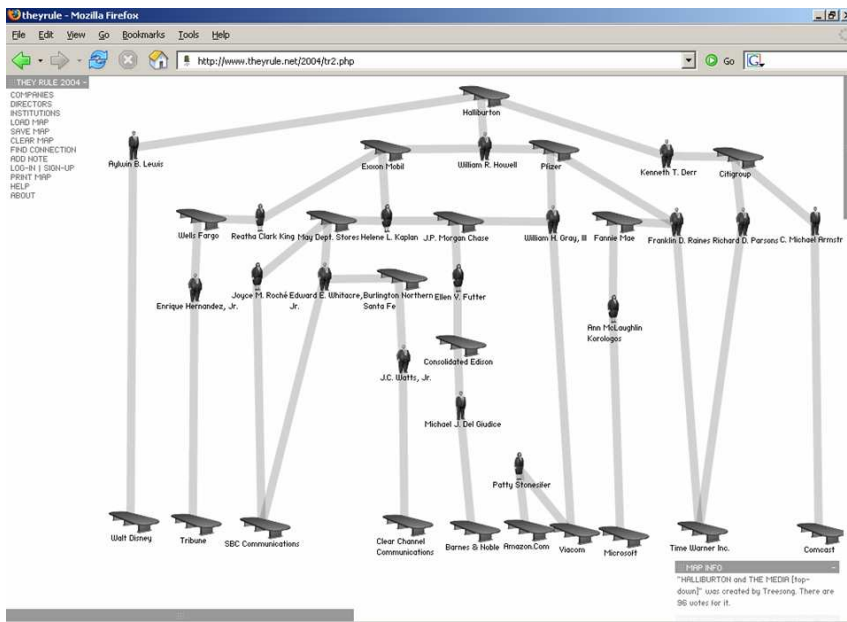 theyrule - Mozilla Firefox
File Edit View Go Bookmarks Tools Help
http://www.theyrule.net/2004/tr2.php
Go
G
THEY RULE 2004
COMPANIES
DIRECTORS
INSTITUTIONS
LOAD MAP
SAVE MAP
CLEAR MAP
FIND CONNECTION
ADD NOTE
LOG-IN | SIGN-UP
PRINT MAP
HELP
ABOUT
Halliburton
Aylwin B. Lewis
Exxon Mobil
William R. Howell
Pfizer
Kenneth T. Derr
Citigroup
Wells Fargo
Reatha Clark King
May Dept. Stores
Helene L. Kaplan
J.P. Morgan Chase
William H. Gray, III
Fannie Mae
Franklin D. Raines
Richard D. Parsons
C. Michael Armstr
Enrique Hernandez, Jr.
Joyce M. Roché
Edward E. Whitacre,
Jr.
Burlington Northern
Santa Fe
Ellen V. Futter
Ann McLaughlin
Korologos
J.C. Watts, Jr.
Consolidated Edison
Michael J. Del Giudice
Patty Stonesifer
Walt Disney
Tribune
SBC Communications
Clear Channel
Communications
Barnes & Noble
Amazon.Com
Viacom
Microsoft
Time Warner Inc.
Comcast
MAP INFO
"HALLIBURTON and THE MEDIA [top-
down]" was created by Treesong. There are
96 votes for it.